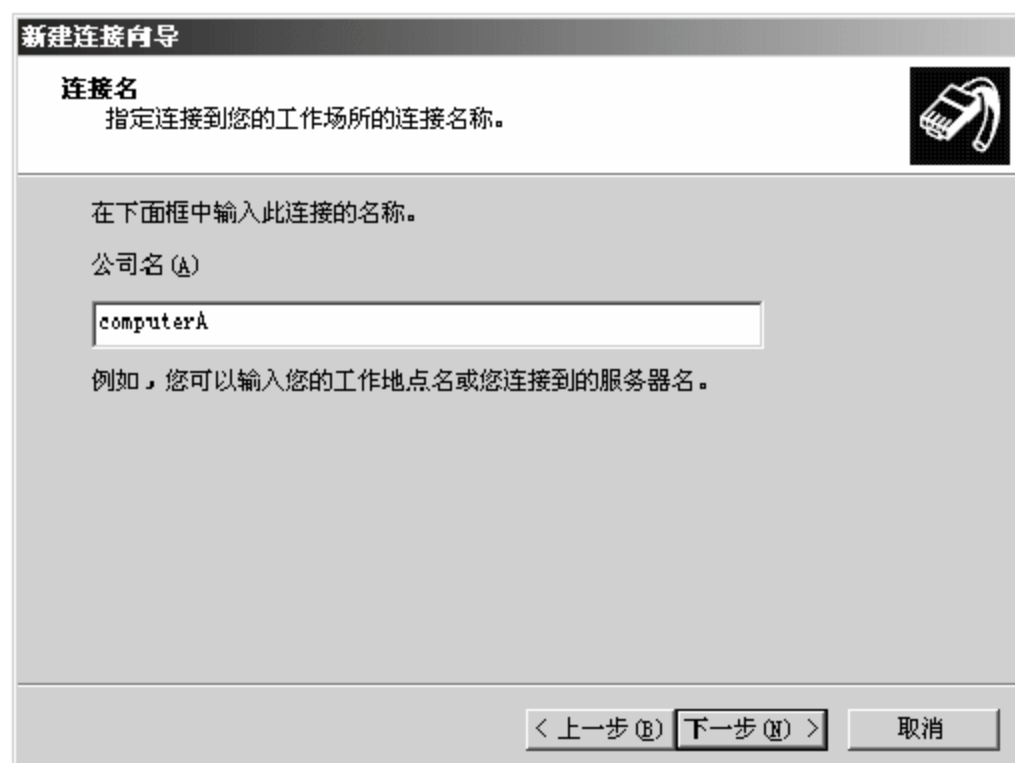 新建连接向导
连接名
指定连接到您的工作场所的连接名称。
在下面框中输入此连接的名称。
公司名(A)
computerA
例如，您可以输入您的工作地点名或您连接到的服务器名。
< 上一步(B) 下一步(N) > 取消